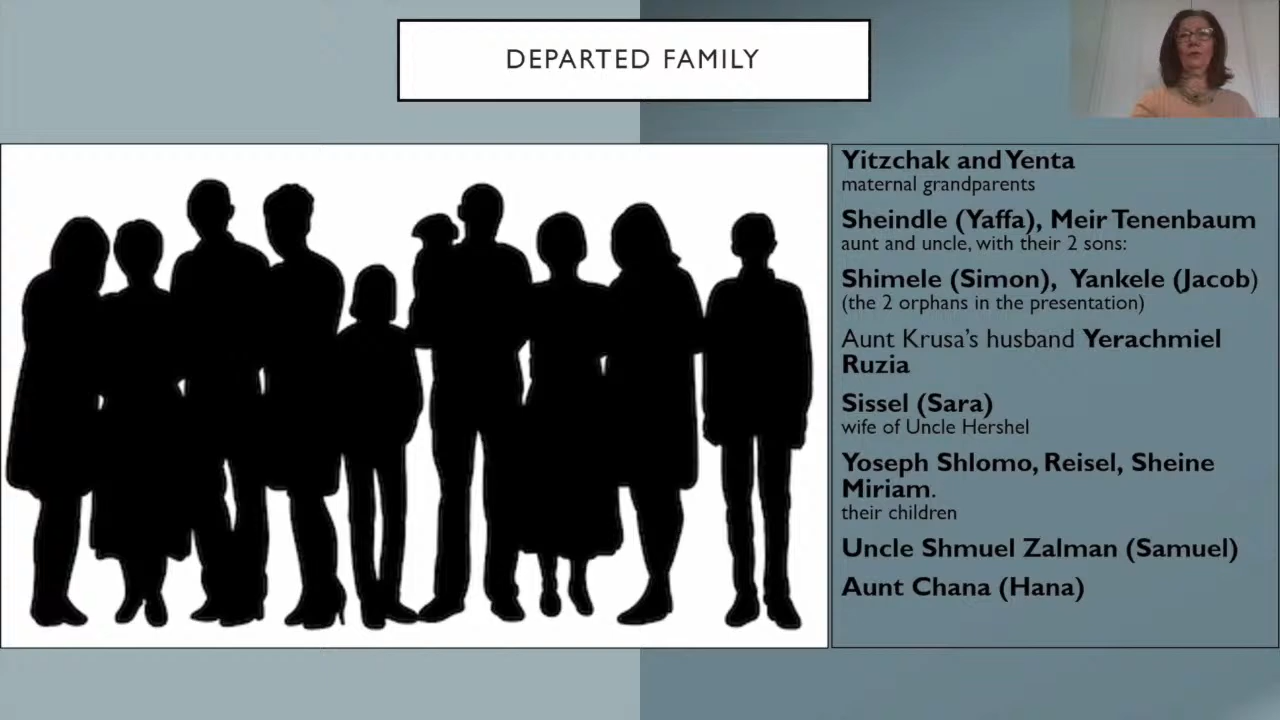 DEPARTED FAMILY
Yitzchak and Yenta
maternal grandparents
Sheindle (Yaffa), Meir Tenenbaum
aunt and uncle, with their 2 sons:
Shimele (Simon), Yankele (Jacob)
(the 2 orphans in the presentation)
Aunt Krusa's husband Yerachmiel
Ruzia
Sissel (Sara)
wife of Uncle Hershel
Yoseph Shlomo, Reisel, Sheine
Miriam.
their children
Uncle Shmuel Zalman (Samuel)
Aunt Chana (Hana)